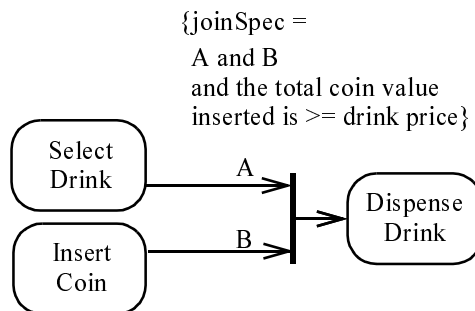 {joinSpec =
A and B
and the total coin value
inserted is >= drink price}
Select
Drink
A
Dispense
Drink
B
Insert
Coin